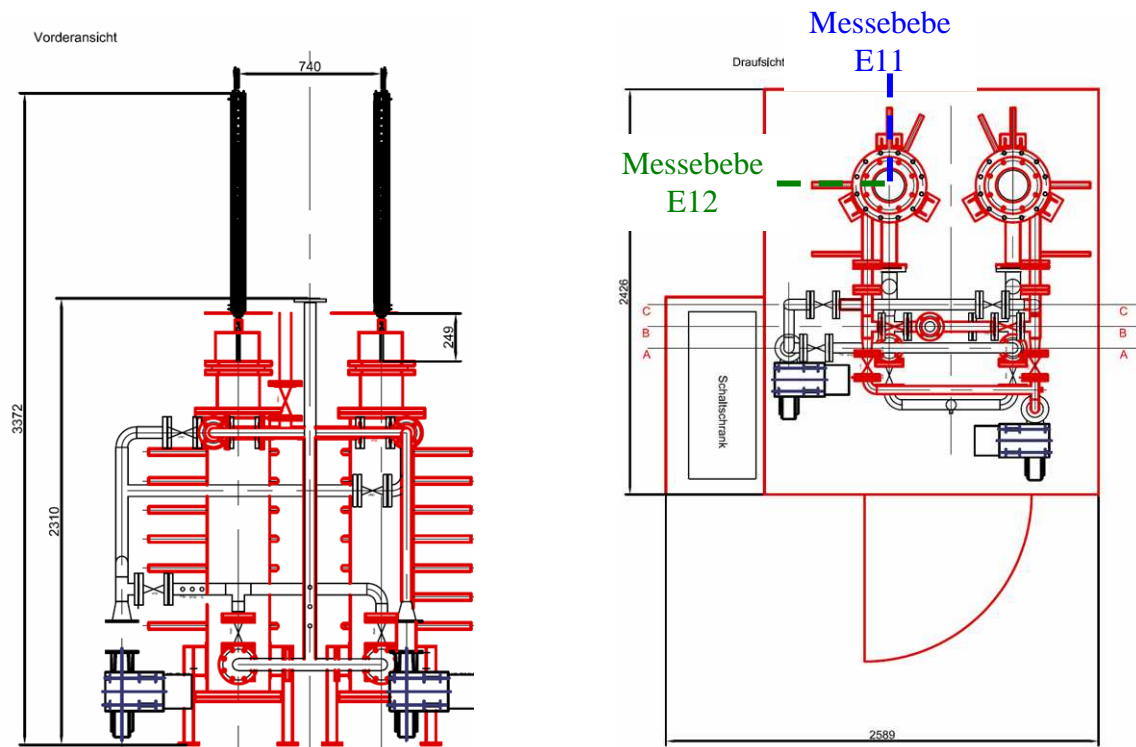 Vorderansicht
740
3372
2310
249
Messebebe
E11
Draufsicht
Messebebe
E12
2426
C
B
A
C
B
A
Schaltschrank
2589